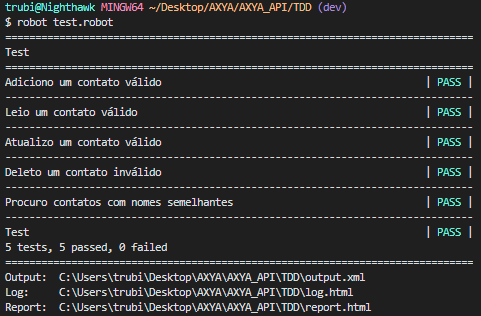 trubi@Nighthawk MINGW64 ~/Desktop/AXYA/AXYA_API/TDD (dev)
$ robot test.robot
==============================================================================
Test
==============================================================================
Adiciono um contato válido | PASS |
------------------------------------------------------------------------------
Leio um contato válido | PASS |
------------------------------------------------------------------------------
Atualizo um contato válido | PASS |
------------------------------------------------------------------------------
Deleto um contato inválido | PASS |
------------------------------------------------------------------------------
Procuro contatos com nomes semelhantes | PASS |
------------------------------------------------------------------------------
Test | PASS |
5 tests, 5 passed, 0 failed
==============================================================================
Output:  C:\Users\trubi\Desktop\AXYA\AXYA_API\TDD\output.xml
Log:     C:\Users\trubi\Desktop\AXYA\AXYA_API\TDD\log.html
Report:  C:\Users\trubi\Desktop\AXYA\AXYA_API\TDD\report.html